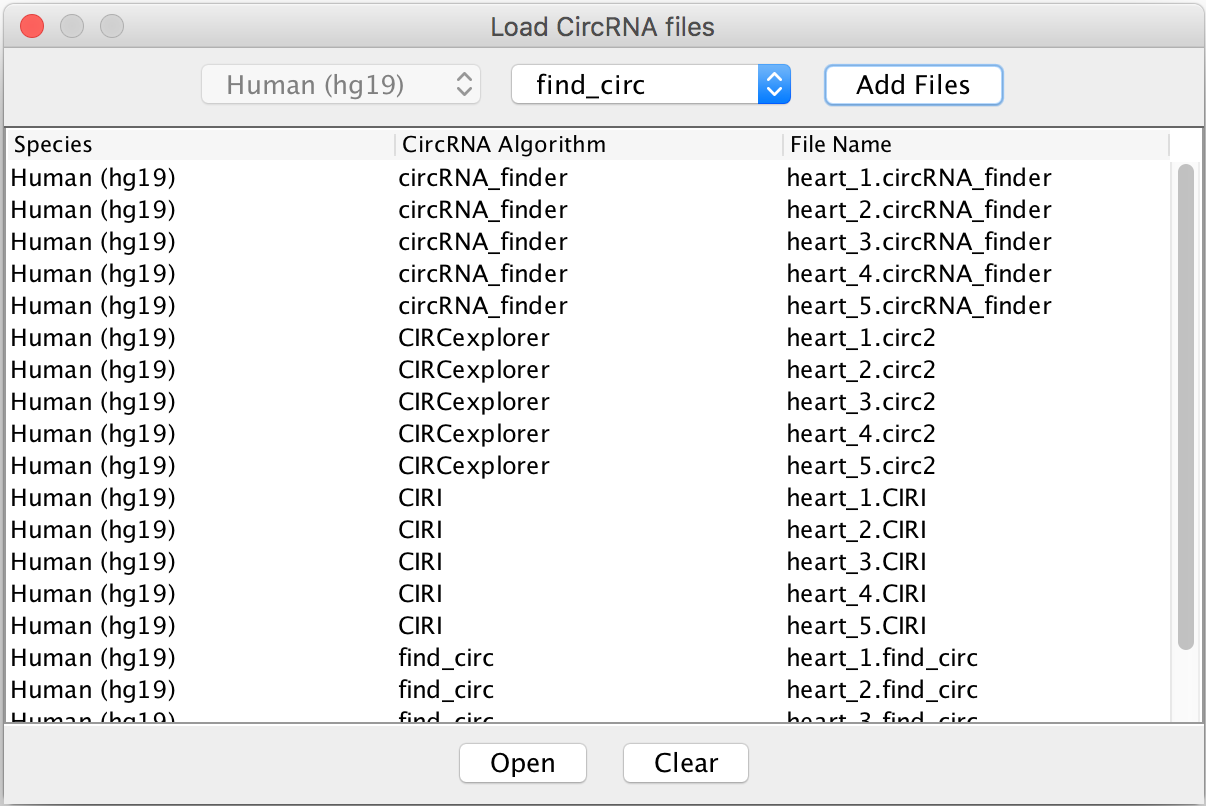 Load CircRNA files
Human (hg19) find_circ Add Files
Species CircRNA Algorithm File Name
Human (hg19) circRNA_finder heart_1.circRNA_finder
Human (hg19) circRNA_finder heart_2.circRNA_finder
Human (hg19) circRNA_finder heart_3.circRNA_finder
Human (hg19) circRNA_finder heart_4.circRNA_finder
Human (hg19) circRNA_finder heart_5.circRNA_finder
Human (hg19) CIRCexplorer heart_1.circ2
Human (hg19) CIRCexplorer heart_2.circ2
Human (hg19) CIRCexplorer heart_3.circ2
Human (hg19) CIRCexplorer heart_4.circ2
Human (hg19) CIRCexplorer heart_5.circ2
Human (hg19) CIRI heart_1.CIRI
Human (hg19) CIRI heart_2.CIRI
Human (hg19) CIRI heart_3.CIRI
Human (hg19) CIRI heart_4.CIRI
Human (hg19) CIRI heart_5.CIRI
Human (hg19) find_circ heart_1.find_circ
Human (hg19) find_circ heart_2.find_circ
Human (hg19) find_circ heart_3.find_circ
Open Clear